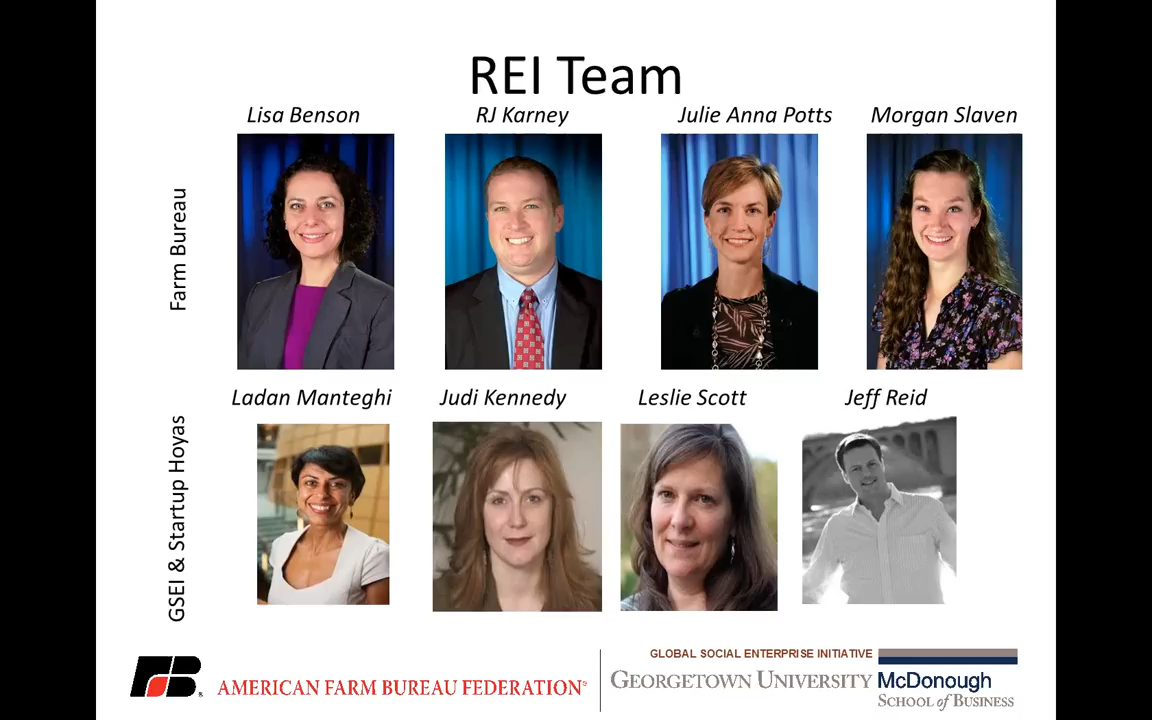 REI Team
Lisa Benson
RJ Karney
Julie Anna Potts
Morgan Slaven
Farm Bureau
Ladan Manteghi
Judi Kennedy
Leslie Scott
Jeff Reid
GSEI & Startup Hoyas
FB®
AMERICAN FARM BUREAU FEDERATION®
GLOBAL SOCIAL ENTERPRISE INITIATIVE
GEORGETOWN UNIVERSITY
McDonough
SCHOOL of BUSINESS